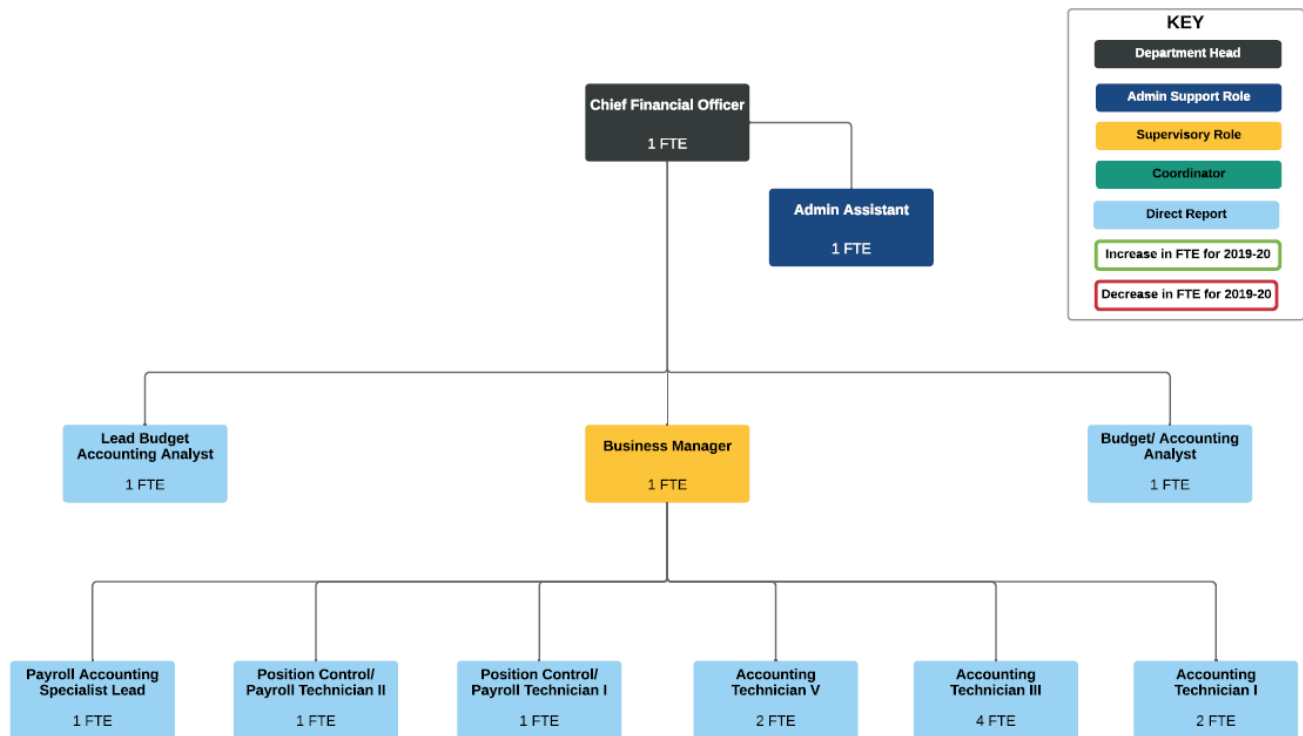 KEY
Department Head
Admin Support Role
Supervisory Role
Coordinator
Direct Report
Increase in FTE for 2019-20
Decrease in FTE for 2019-20
Chief Financial Officer
1 FTE
Admin Assistant
1 FTE
Lead Budget
Accounting Analyst
1 FTE
Business Manager
1 FTE
Budget/ Accounting
Analyst
1 FTE
Payroll Accounting
Specialist Lead
1 FTE
Position Control/
Payroll Technician II
1 FTE
Position Control/
Payroll Technician I
1 FTE
Accounting
Technician V
2 FTE
Accounting
Technician III
4 FTE
Accounting
Technician I
2 FTE